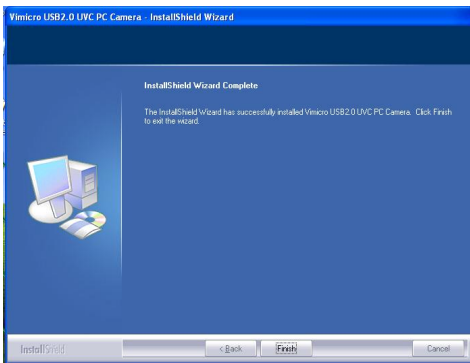 Vimicro USB2.0 UVC PC Camera - InstallShield Wizard
InstallShield Wizard Complete
The InstallShield Wizard has successfully installed Vimicro USB2.0 UVC PC Camera. Click Finish
to exit the wizard.
InstallShield
< Back Finish Cancel